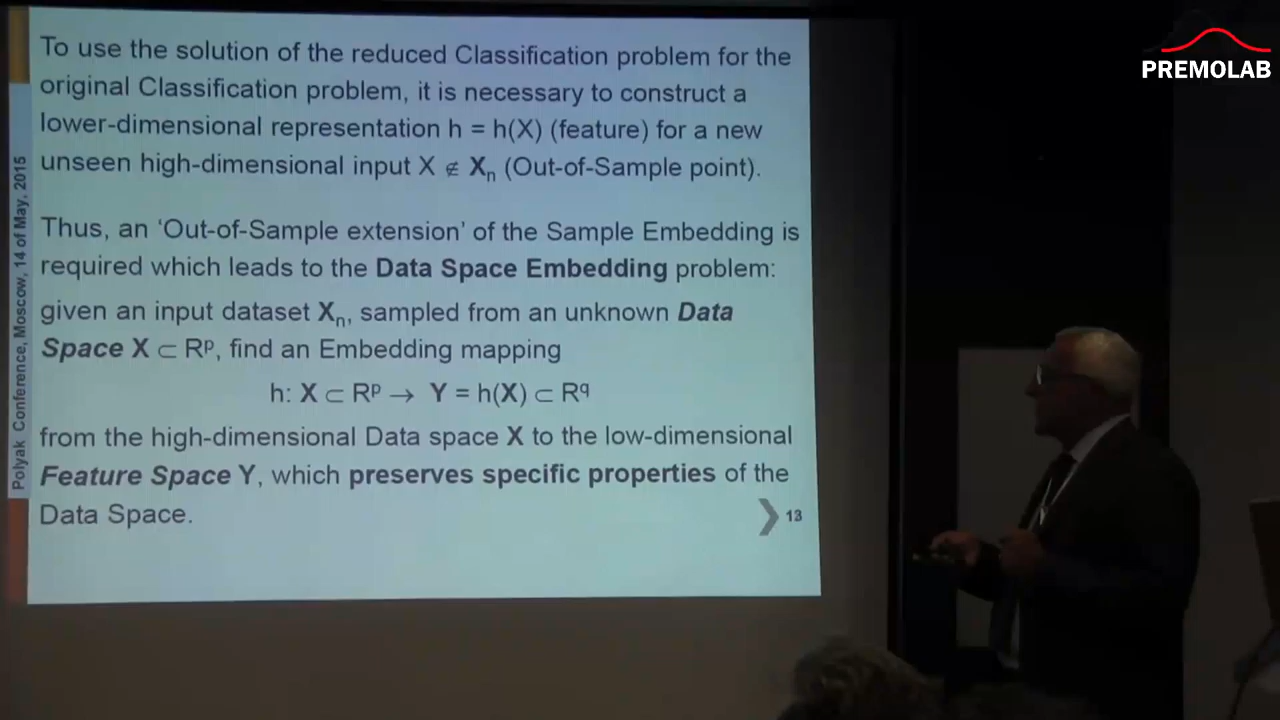 To use the solution of the reduced Classification problem for the
original Classification problem, it is necessary to construct a
lower-dimensional representation h = h(X) (feature) for a new
unseen high-dimensional input X ∉ Xn (Out-of-Sample point).
Thus, an ‘Out-of-Sample extension’ of the Sample Embedding is
required which leads to the Data Space Embedding problem:
given an input dataset Xn, sampled from an unknown Data
Space X ⊂ Rᵖ, find an Embedding mapping
h: X ⊂ Rᵖ → Y = h(X) ⊂ R^q
from the high-dimensional Data space X to the low-dimensional
Feature Space Y, which preserves specific properties of the
Data Space.
13
Polyak Conference, Moscow, 14 of May, 2015
PREMOLAB